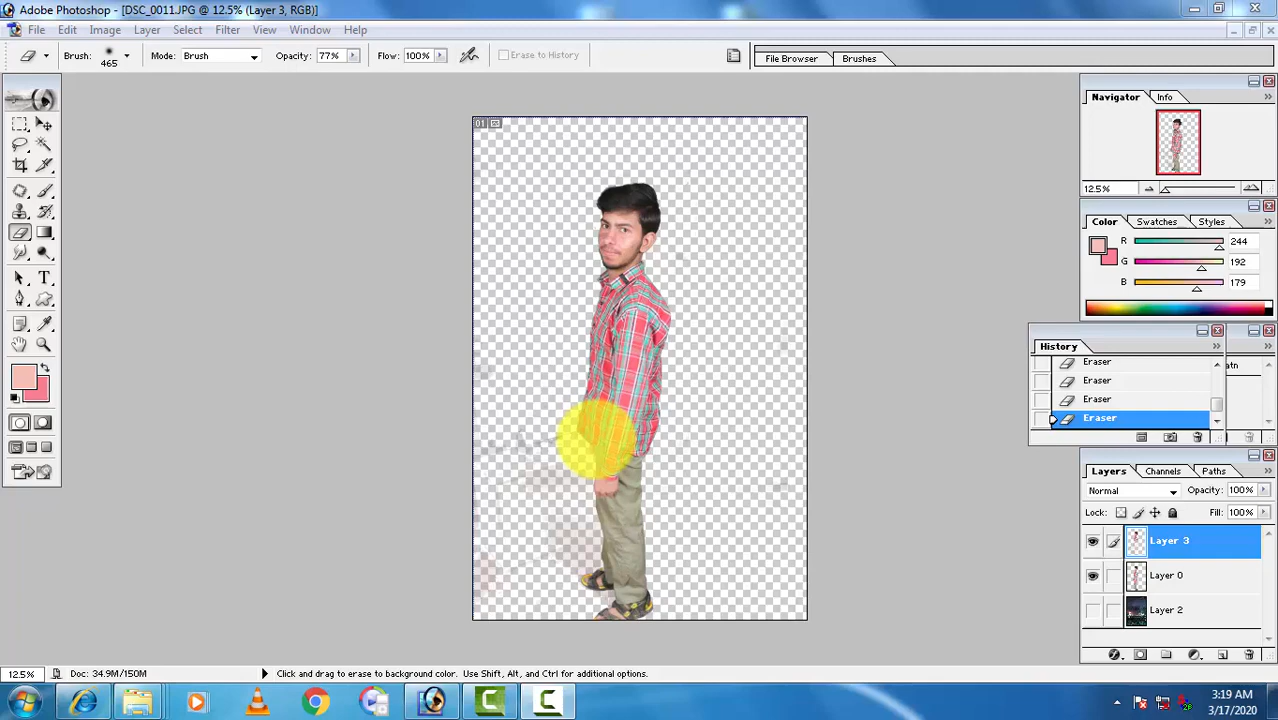 Adobe Photoshop - [DSC_0011.JPG @ 12.5% (Layer 3, RGB)]
File Edit Image Layer Select Filter View Window Help
Brush: 465 Mode: Brush Opacity: 77% Flow: 100% Erase to History
File Browser Brushes
01
Navigator Info
12.5%
Color Swatches Styles
R 244
G 192
B 179
History
atn
Eraser
Eraser
Eraser
Eraser
Layers Channels Paths
Normal Opacity: 100%
Lock: Fill: 100%
Layer 3
Layer 0
Layer 2
12.5% Doc: 34.9M/150M Click and drag to erase to background color. Use Shift, Alt, and Ctrl for additional options.
3:19 AM
3/17/2020